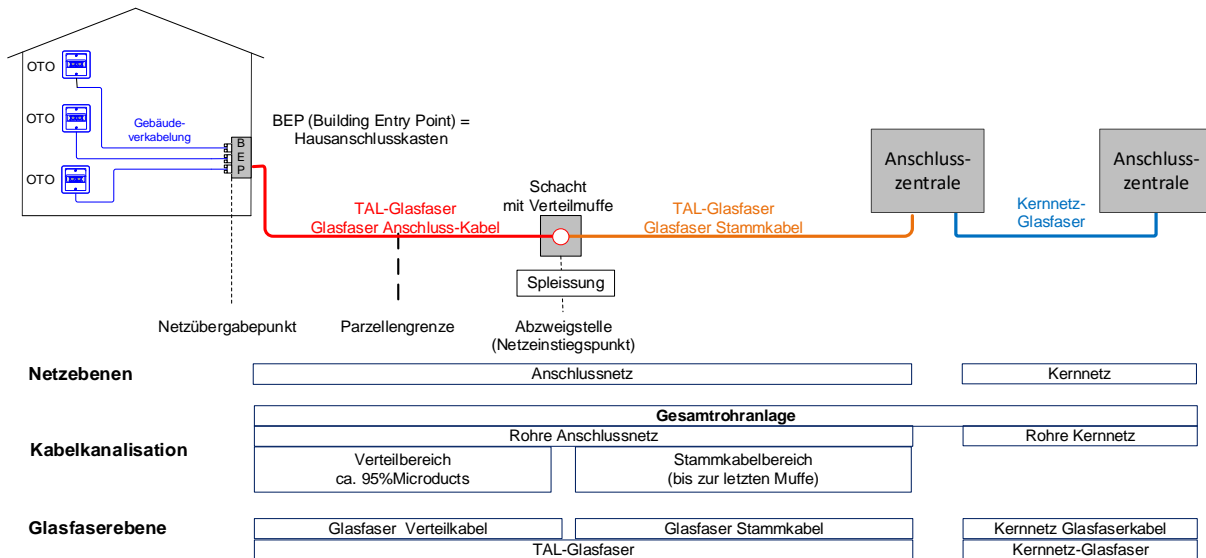 OTO
OTO
OTO
Gebäude-
verkabelung
B
E
P
BEP (Building Entry Point) =
Hausanschlusskasten
TAL-Glasfaser
Glasfaser Anschluss-Kabel
Schacht
mit Verteilmuffe
TAL-Glasfaser
Glasfaser Stammkabel
Anschluss-
zentrale
Kernnetz-
Glasfaser
Anschluss-
zentrale
Spleissung
Netzübergabepunkt
Parzellengrenze
Abzweigstelle
(Netzeinstiegspunkt)
Netzebenen
Anschlussnetz
Kernnetz
Kabelkanalisation
Gesamtrohranlage
Rohre Anschlussnetz
Rohre Kernnetz
Verteilbereich
ca. 95%Microducts
Stammkabelbereich
(bis zur letzten Muffe)
Glasfaserebene
Glasfaser Verteilkabel
Glasfaser Stammkabel
Kernnetz Glasfaserkabel
TAL-Glasfaser
Kernnetz-Glasfaser